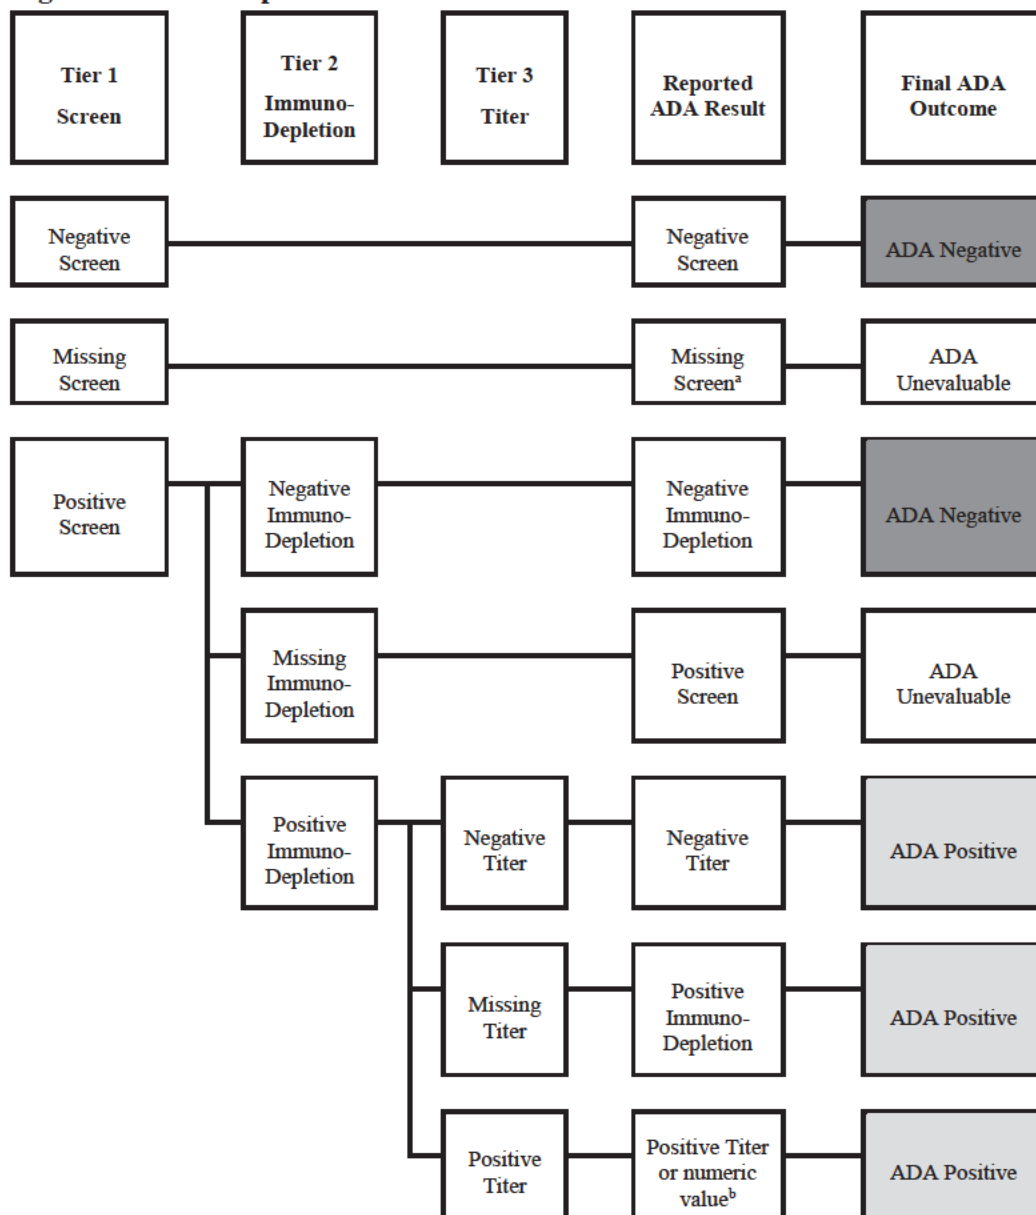 Tier 1
Screen
Tier 2
Immuno-
Depletion
Tier 3
Titer
Reported
ADA Result
Final ADA
Outcome
Negative
Screen
Negative
Screen
ADA Negative
Missing
Screen
Missing
Screenᵃ
ADA
Unevaluable
Positive
Screen
Negative
Immuno-
Depletion
Negative
Immuno-
Depletion
ADA Negative
Missing
Immuno-
Depletion
Positive
Screen
ADA
Unevaluable
Positive
Immuno-
Depletion
Negative
Titer
Negative
Titer
ADA Positive
Missing
Titer
Positive
Immuno-
Depletion
ADA Positive
Positive
Titer
Positive Titer
or numeric
valueᵇ
ADA Positive